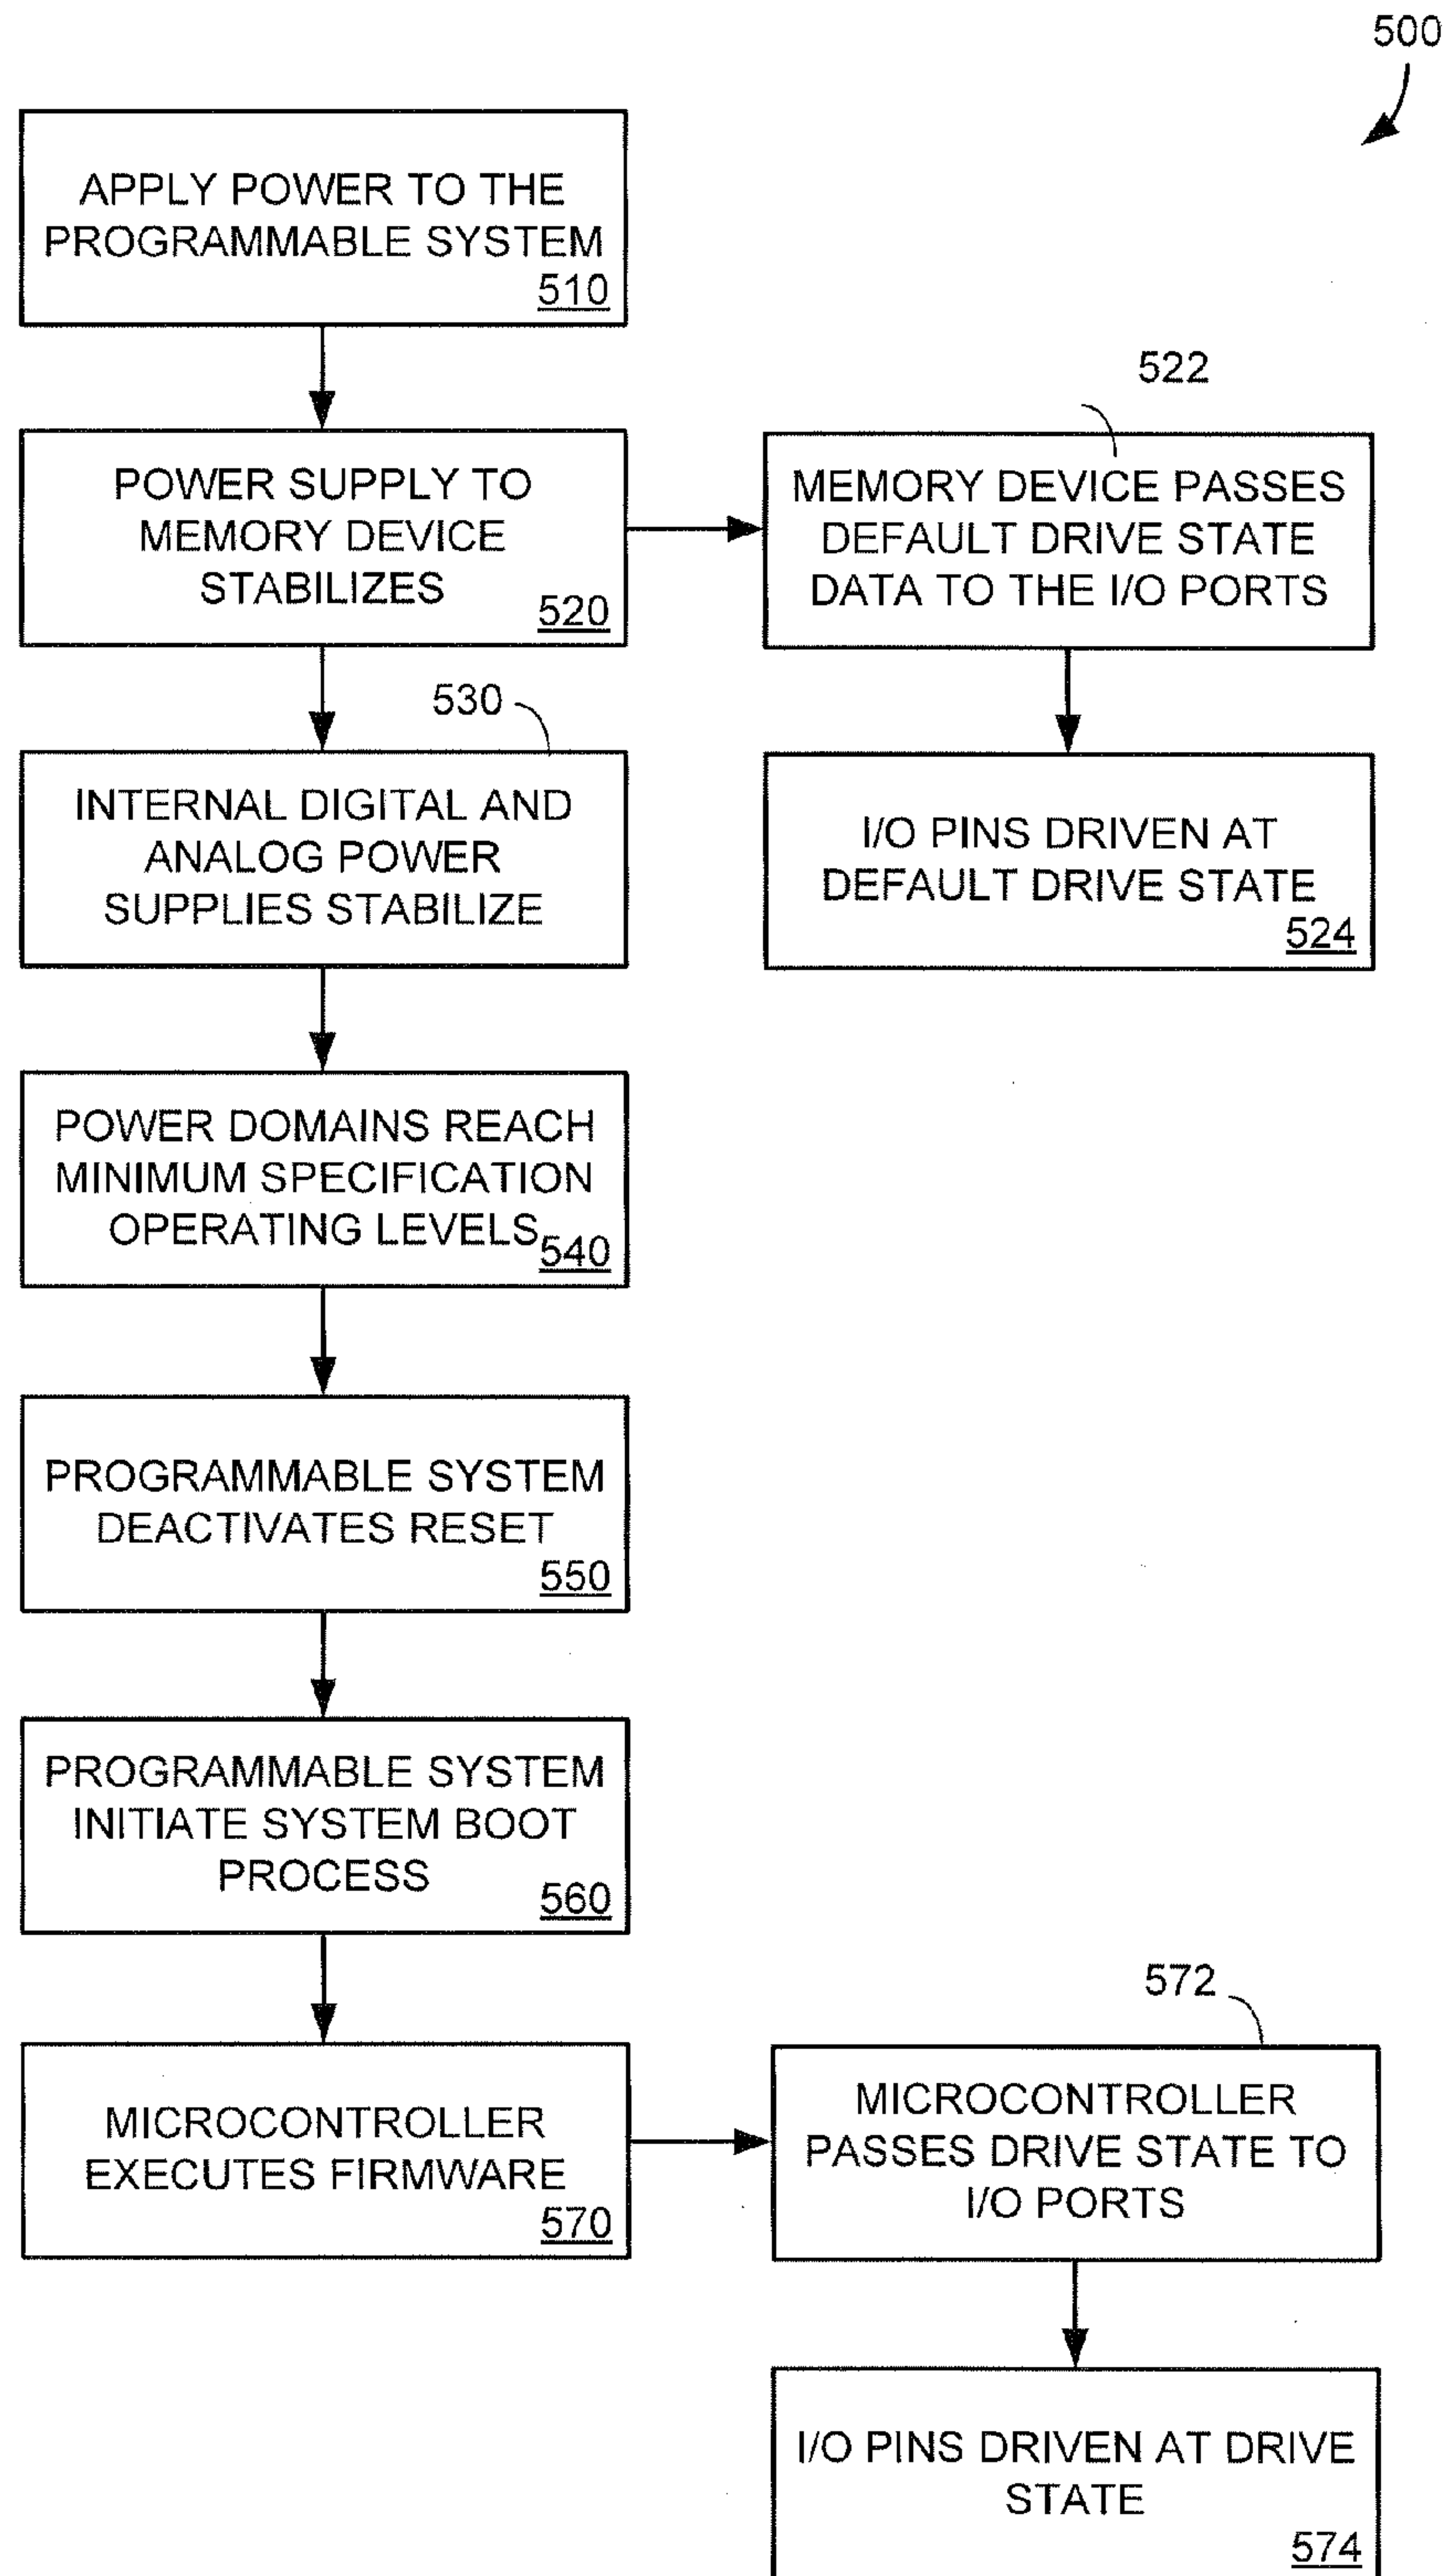 500
APPLY POWER TO THE
PROGRAMMABLE SYSTEM
510
POWER SUPPLY TO
MEMORY DEVICE
STABILIZES
520
522
MEMORY DEVICE PASSES
DEFAULT DRIVE STATE
DATA TO THE I/O PORTS
530
INTERNAL DIGITAL AND
ANALOG POWER
SUPPLIES STABILIZE
I/O PINS DRIVEN AT
DEFAULT DRIVE STATE
524
POWER DOMAINS REACH
MINIMUM SPECIFICATION
OPERATING LEVELS
540
PROGRAMMABLE SYSTEM
DEACTIVATES RESET
550
PROGRAMMABLE SYSTEM
INITIATE SYSTEM BOOT
PROCESS
560
MICROCONTROLLER
EXECUTES FIRMWARE
570
572
MICROCONTROLLER
PASSES DRIVE STATE TO
I/O PORTS
I/O PINS DRIVEN AT DRIVE
STATE
574